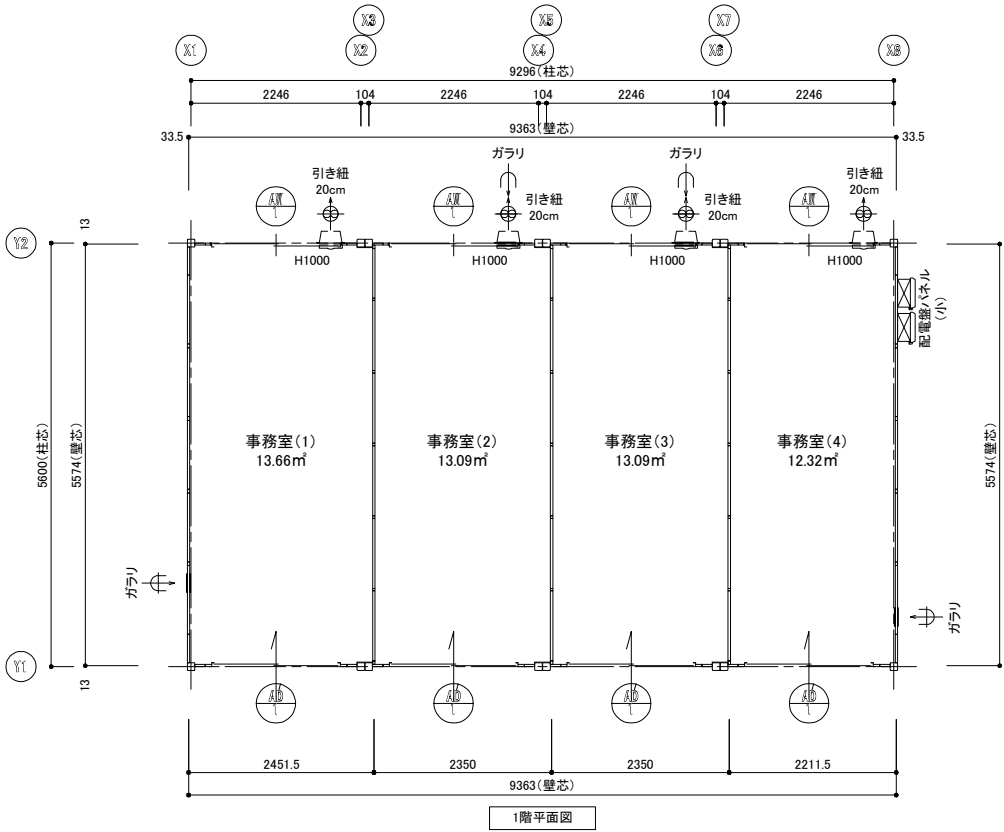 X3
X5
X7
X1
X2
X4
X6
X8
9296(柱芯)
2246
104
2246
104
2246
104
2246
33.5
9363(壁芯)
33.5
ガラリ
ガラリ
引き紐
20cm
引き紐
20cm
引き紐
20cm
引き紐
20cm
AW
1
AW
1
AW
1
AW
1
13
Y2
H1000
H1000
H1000
H1000
配電盤パネル
(小)
5600(柱芯)
5574(壁芯)
事務室(1)
13.66㎡
事務室(2)
13.09㎡
事務室(3)
13.09㎡
事務室(4)
12.32㎡
5574(壁芯)
ガラリ
ガラリ
Y1
13
AD
1
AD
1
AD
1
AD
1
2451.5
2350
2350
2211.5
9363(壁芯)
1階平面図